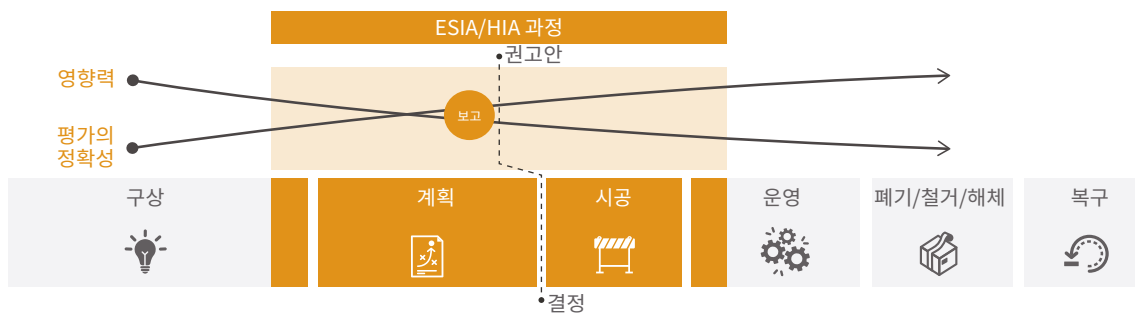 ESIA/HIA 과정
권고안
영향력
보고
평가의
정확성
구상
계획
시공
운영
폐기/철거/해체
복구
결정